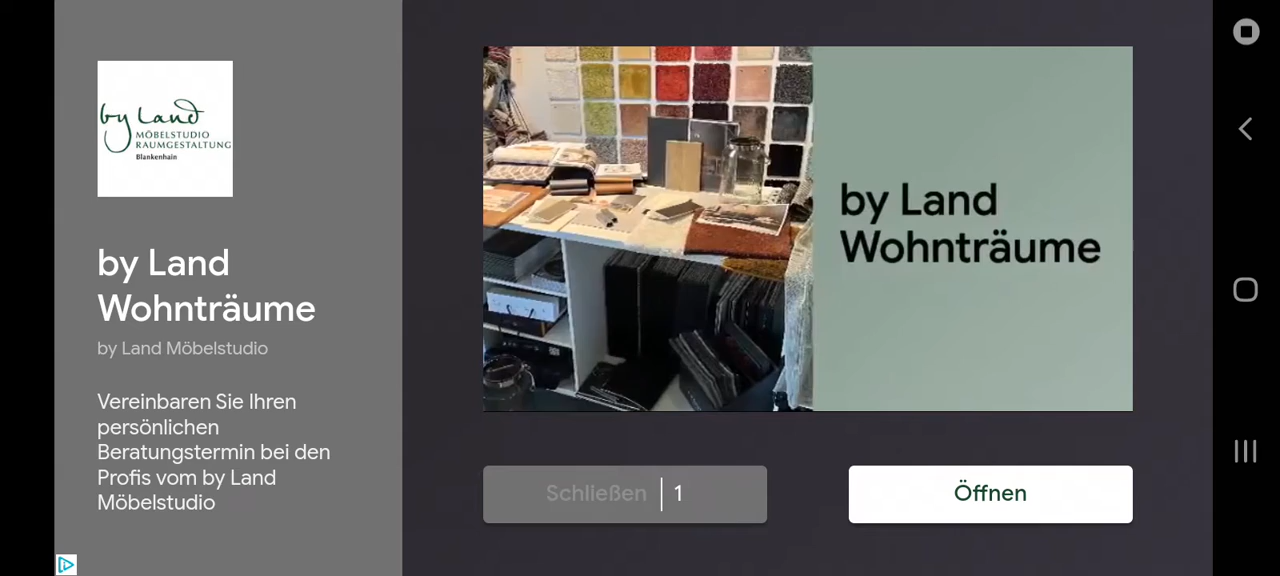 by Land
MÖBELSTUDIO
RAUMGESTALTUNG
Blankenhain
by Land
Wohnträume
by Land Möbelstudio
Vereinbaren Sie Ihren
persönlichen
Beratungstermin bei den
Profis vom by Land
Möbelstudio
by Land
Wohnträume
Schließen | 1
Öffnen